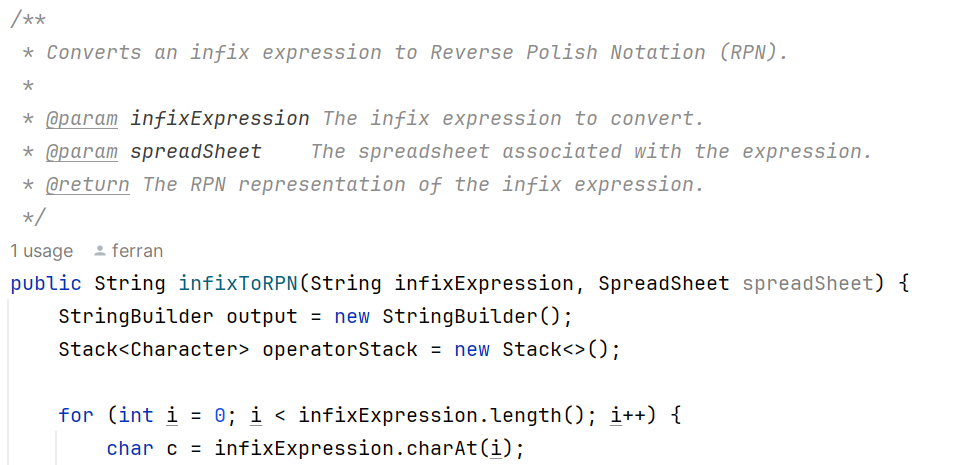 /**
 * Converts an infix expression to Reverse Polish Notation (RPN).
 *
 * @param infixExpression The infix expression to convert.
 * @param spreadSheet    The spreadsheet associated with the expression.
 * @return The RPN representation of the infix expression.
 */
1 usage ferran
public String infixToRPN(String infixExpression, SpreadSheet spreadSheet) {
    StringBuilder output = new StringBuilder();
    Stack<Character> operatorStack = new Stack<>();

    for (int i = 0; i < infixExpression.length(); i++) {
        char c = infixExpression.charAt(i);